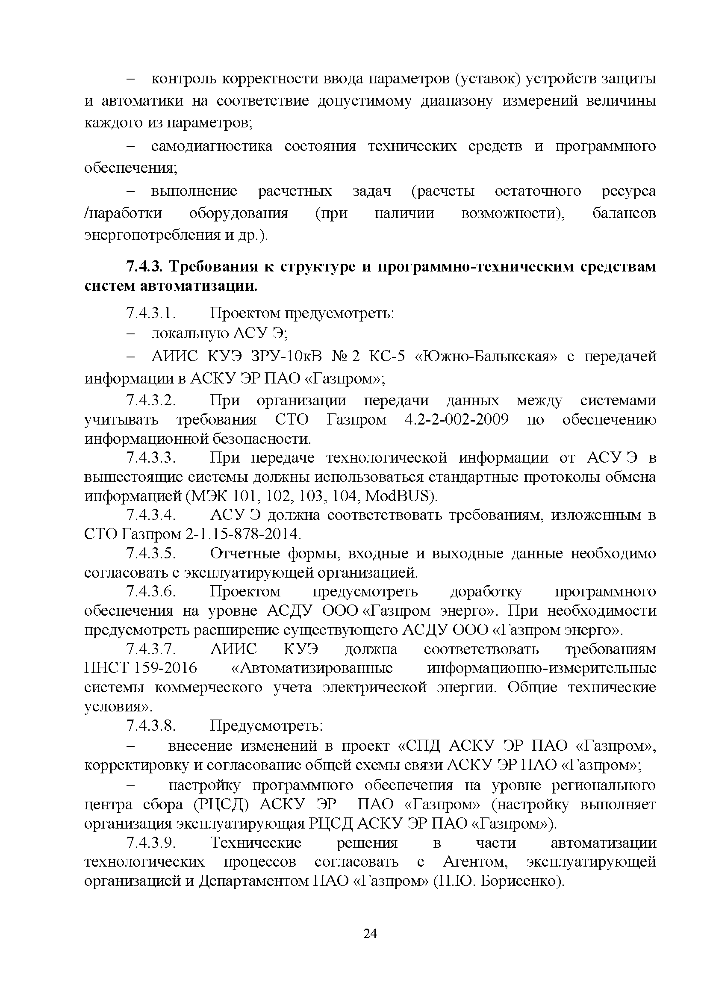 – контроль корректности ввода параметров (уставок) устройств защиты
и автоматики на соответствие допустимому диапазону измерений величины
каждого из параметров;
– самодиагностика состояния технических средств и программного
обеспечения;
– выполнение расчетных задач (расчеты остаточного ресурса
/наработки оборудования (при наличии возможности), балансов
энергопотребления и др.).
7.4.3. Требования к структуре и программно-техническим средствам
систем автоматизации.
7.4.3.1. Проектом предусмотреть:
– локальную АСУ Э;
– АИИС КУЭ ЗРУ-10кВ № 2 КС-5 «Южно-Балыкская» с передачей
информации в АСКУ ЭР ПАО «Газпром»;
7.4.3.2. При организации передачи данных между системами
учитывать требования СТО Газпром 4.2-2-002-2009 по обеспечению
информационной безопасности.
7.4.3.3. При передаче технологической информации от АСУ Э в
вышестоящие системы должны использоваться стандартные протоколы обмена
информацией (МЭК 101, 102, 103, 104, ModBUS).
7.4.3.4. АСУ Э должна соответствовать требованиям, изложенным в
СТО Газпром 2-1.15-878-2014.
7.4.3.5. Отчетные формы, входные и выходные данные необходимо
согласовать с эксплуатирующей организацией.
7.4.3.6. Проектом предусмотреть доработку программного
обеспечения на уровне АСДУ ООО «Газпром энерго». При необходимости
предусмотреть расширение существующего АСДУ ООО «Газпром энерго».
7.4.3.7. АИИС КУЭ должна соответствовать требованиям
ПНСТ 159-2016 «Автоматизированные информационно-измерительные
системы коммерческого учета электрической энергии. Общие технические
условия».
7.4.3.8. Предусмотреть:
– внесение изменений в проект «СПД АСКУ ЭР ПАО «Газпром»,
корректировку и согласование общей схемы связи АСКУ ЭР ПАО «Газпром»;
– настройку программного обеспечения на уровне регионального
центра сбора (РЦСД) АСКУ ЭР ПАО «Газпром» (настройку выполняет
организация эксплуатирующая РЦСД АСКУ ЭР ПАО «Газпром»).
7.4.3.9. Технические решения в части автоматизации
технологических процессов согласовать с Агентом, эксплуатирующей
организацией и Департаментом ПАО «Газпром» (Н.Ю. Борисенко).
24